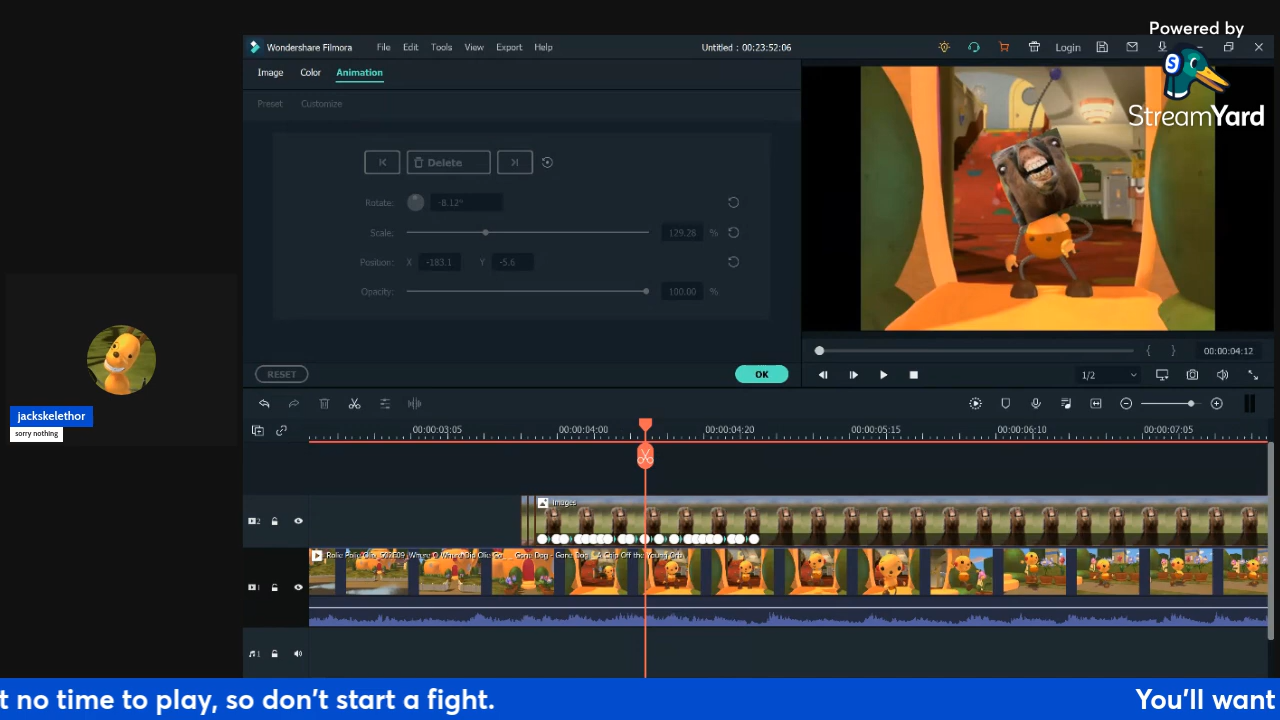 Powered by
StreamYard
Wondershare Filmora
File Edit Tools View Export Help
Untitled : 00:23:52:06
Login
Image Color Animation
Preset Customize
Delete
Rotate: -8.12°
Scale: 129.28 %
Position: X -183.1 Y -5.6
Opacity: 100.00 %
RESET
OK
00:00:04:12
1/2
jackskelethor
sorry nothing
00:00:03:05 00:00:04:00 00:00:04:20 00:00:05:15 00:00:06:10 00:00:07:05
Images
2
1
1
t no time to play, so don't start a fight.
You'll want